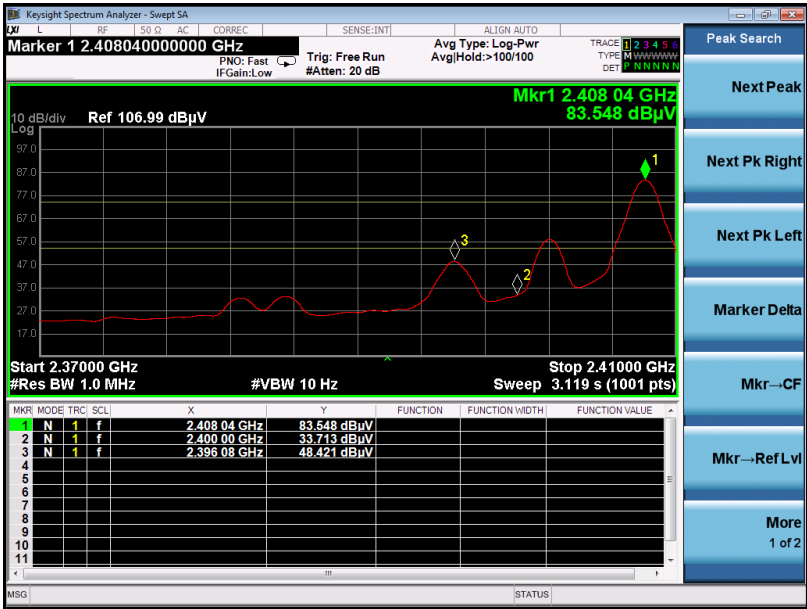 Keysight Spectrum Analyzer - Swept SA
LXI L RF 50 Ω AC CORREC SENSE:INT ALIGN AUTO
Marker 1 2.408040000000 GHz
PNO: Fast
IFGain:Low
Trig: Free Run
#Atten: 20 dB
Avg Type: Log-Pwr
Avg|Hold:>100/100
TRACE 1 2 3 4 5 6
TYPE M W W W W W
DET P N N N N N
Mkr1 2.408 04 GHz
83.548 dBµV
10 dB/div Ref 106.99 dBµV
Log
97.0
87.0
77.0
67.0
57.0
47.0
37.0
27.0
17.0
1
3
2
Start 2.37000 GHz Stop 2.41000 GHz
#Res BW 1.0 MHz #VBW 10 Hz Sweep 3.119 s (1001 pts)
MKR MODE TRC SCL X Y FUNCTION FUNCTION WIDTH FUNCTION VALUE
1 N 1 f 2.408 04 GHz 83.548 dBµV
2 N 1 f 2.400 00 GHz 33.713 dBµV
3 N 1 f 2.396 08 GHz 48.421 dBµV
4
5
6
7
8
9
10
11
MSG STATUS
Peak Search
Next Peak
Next Pk Right
Next Pk Left
Marker Delta
Mkr→CF
Mkr→Ref Lvl
More
1 of 2